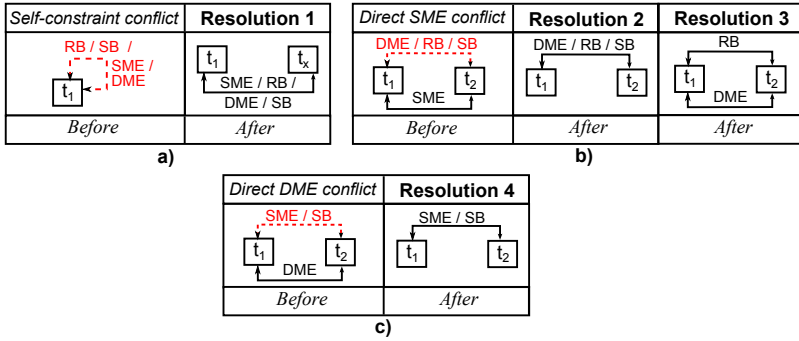 Self-constraint conflict
Resolution 1
RB / SB /
SME /
DME
t1
t1
tx
SME / RB /
DME / SB
Before
After
a)
Direct SME conflict
Resolution 2
Resolution 3
DME / RB / SB
t1
t2
SME
DME / RB / SB
t1
t2
RB
t1
t2
DME
Before
After
After
b)
Direct DME conflict
Resolution 4
SME / SB
t1
t2
DME
SME / SB
t1
t2
Before
After
c)